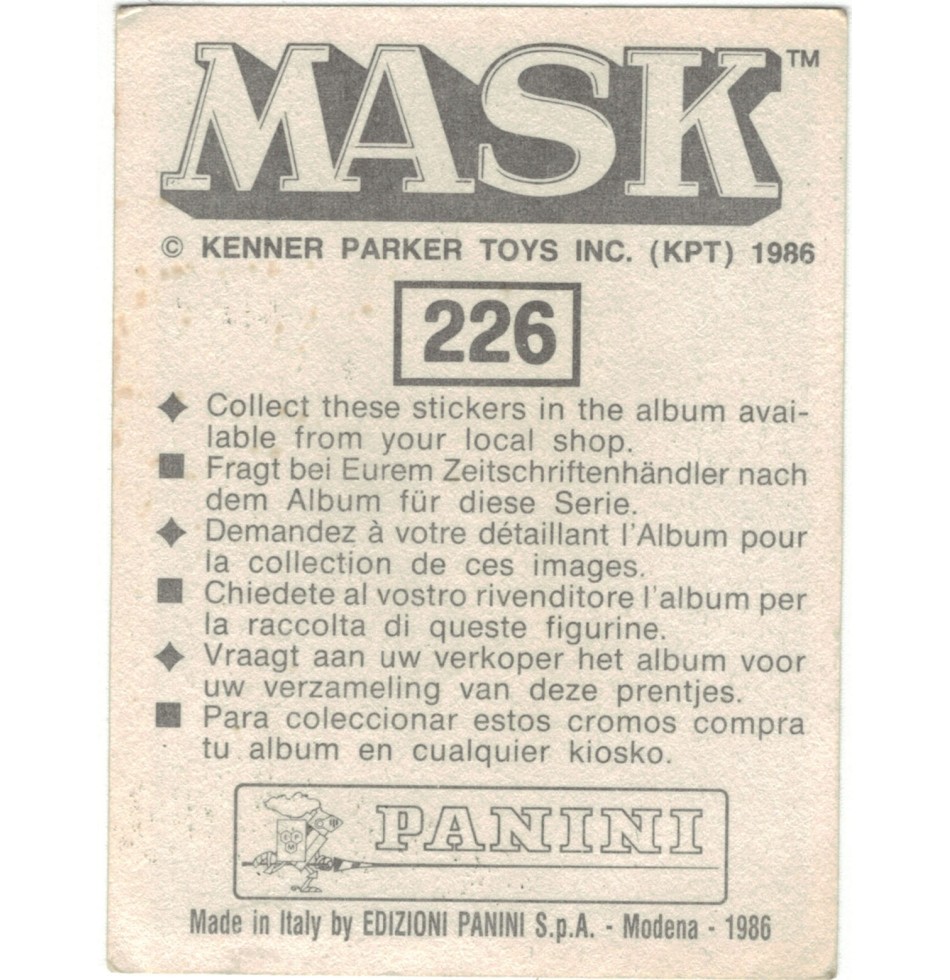 MASK™
© KENNER PARKER TOYS INC. (KPT) 1986
226
Collect these stickers in the album avai-
lable from your local shop.
Fragt bei Eurem Zeitschriftenhändler nach
dem Album für diese Serie.
Demandez à votre détaillant l'Album pour
la collection de ces images.
Chiedete al vostro rivenditore l'album per
la raccolta di queste figurine.
Vraagt aan uw verkoper het album voor
uw verzameling van deze prentjes.
Para coleccionar estos cromos compra
tu album en cualquier kiosko.
PANINI
Made in Italy by EDIZIONI PANINI S.p.A. - Modena - 1986